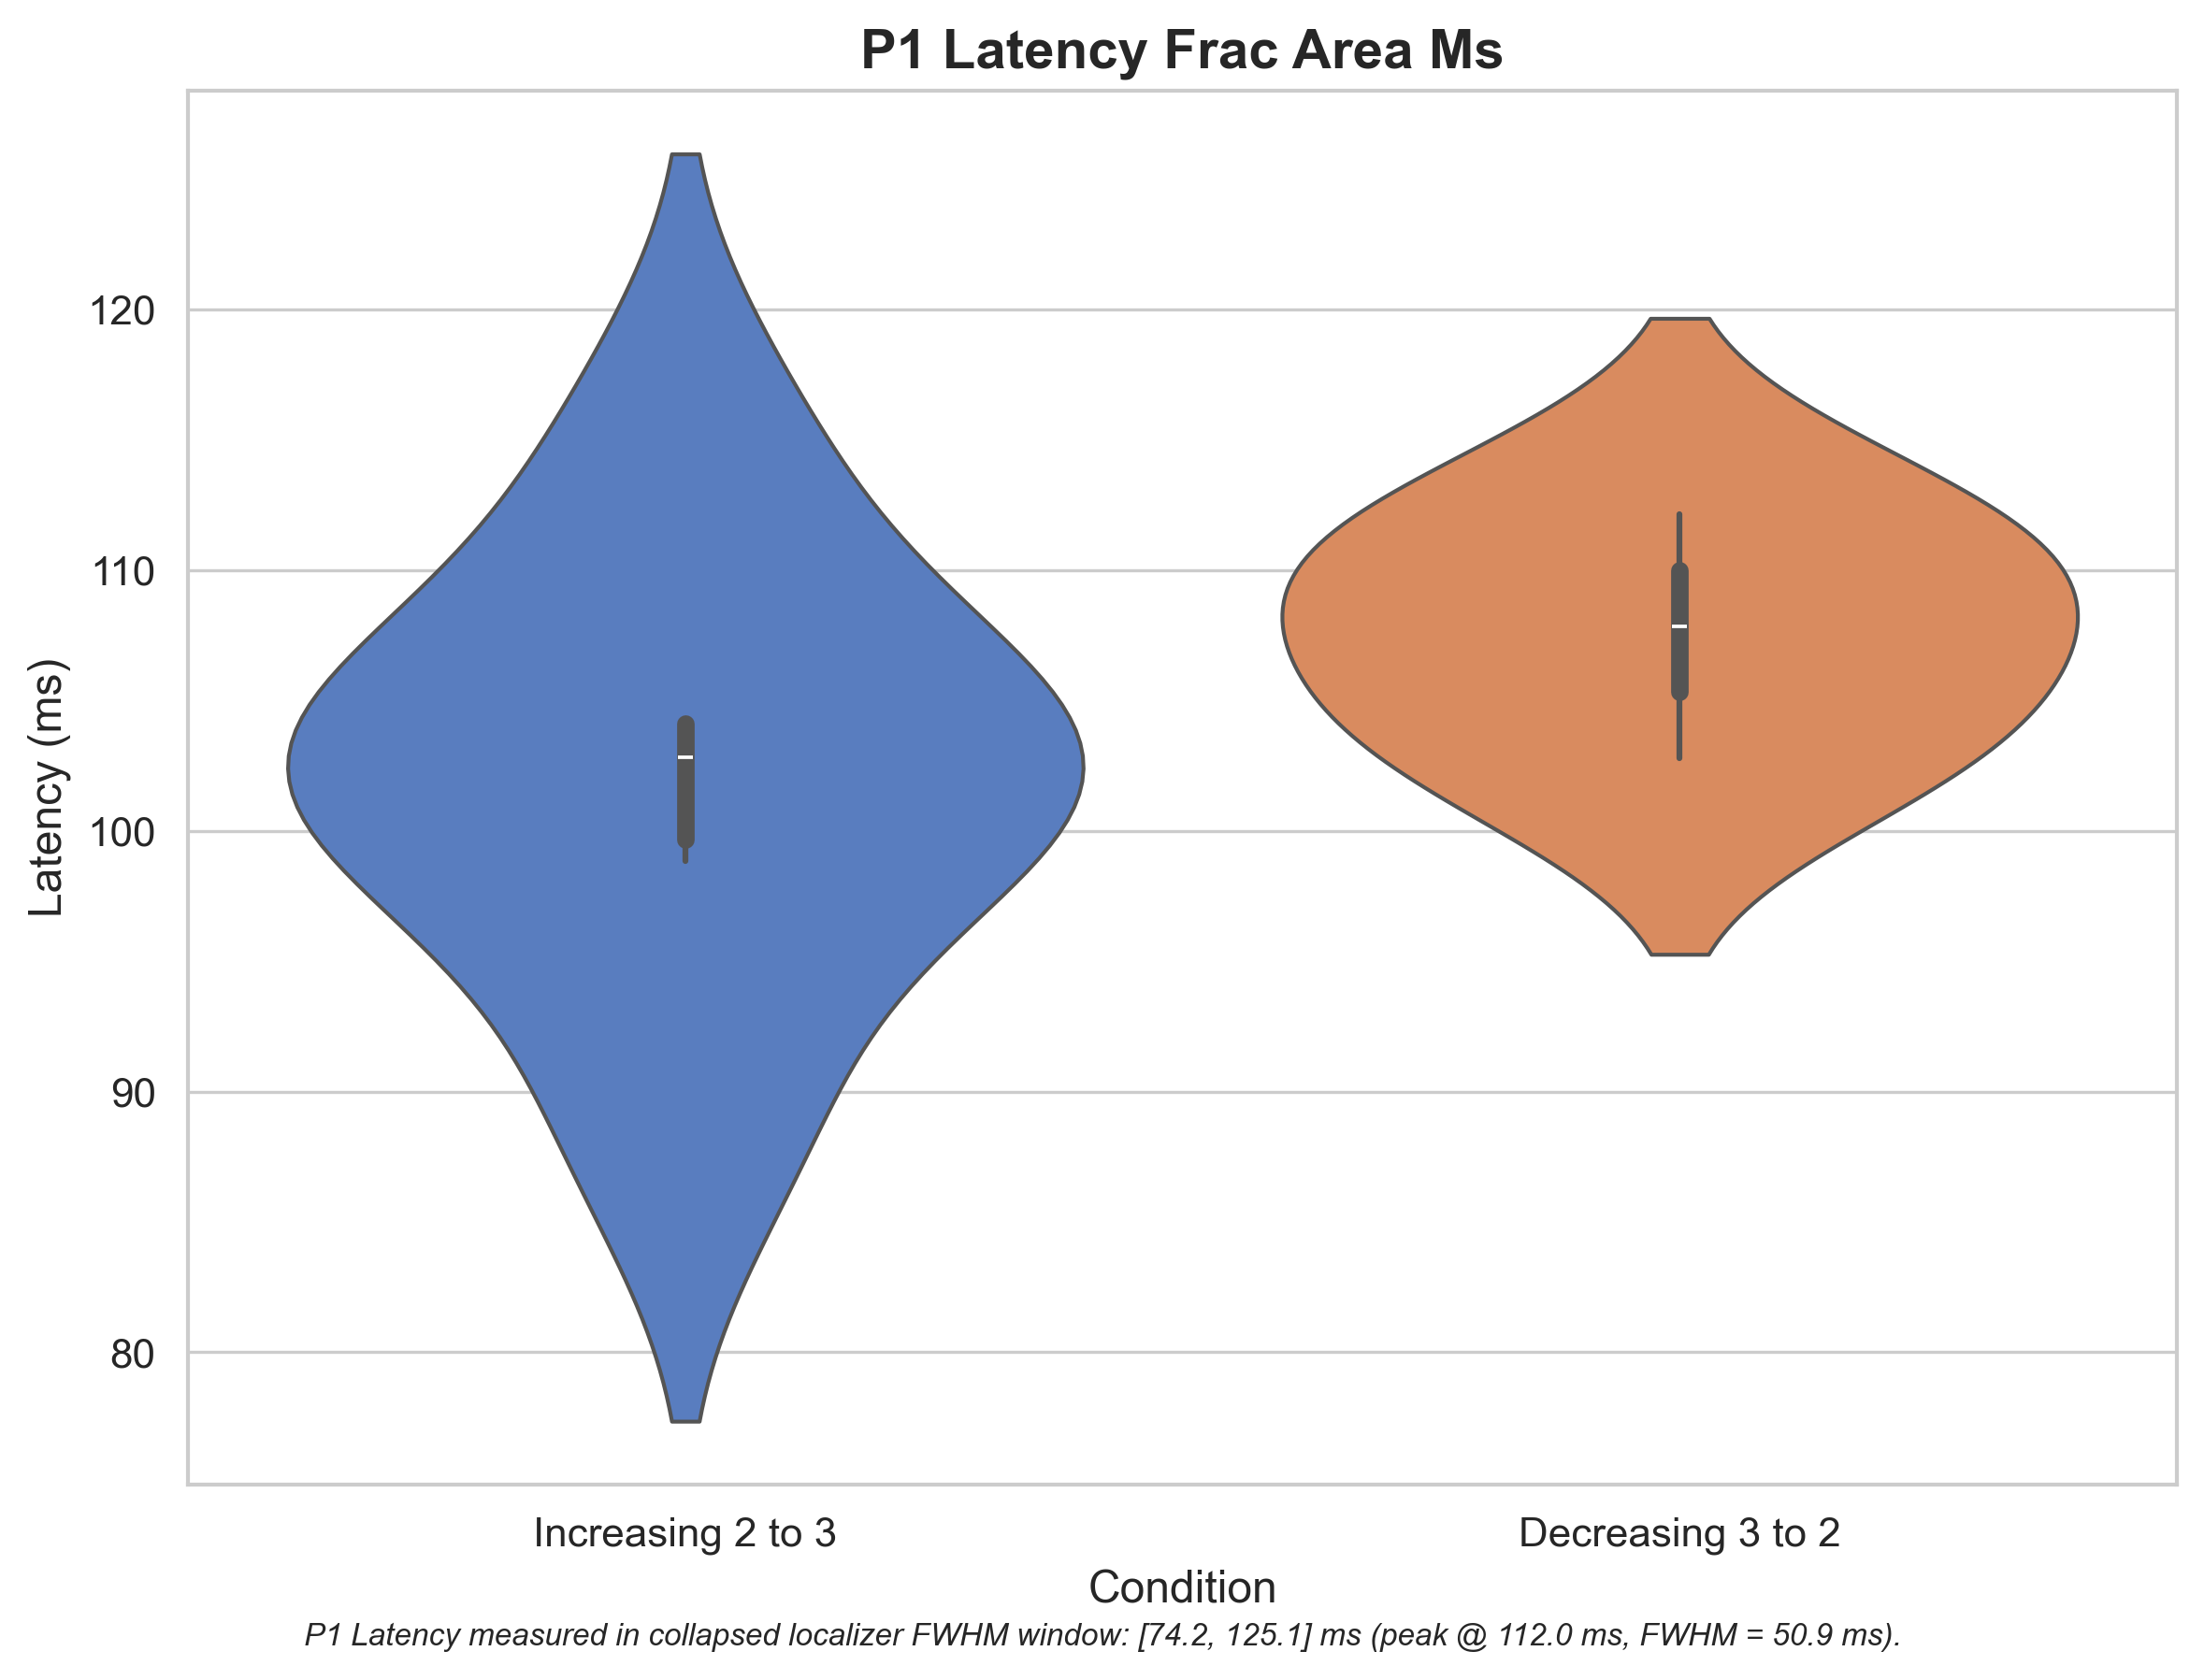 P1 Latency Frac Area Ms
Latency (ms)
120
110
100
90
80
Increasing 2 to 3
Decreasing 3 to 2
Condition
P1 Latency measured in collapsed localizer FWHM window: [74.2, 125.1] ms (peak @ 112.0 ms, FWHM = 50.9 ms).